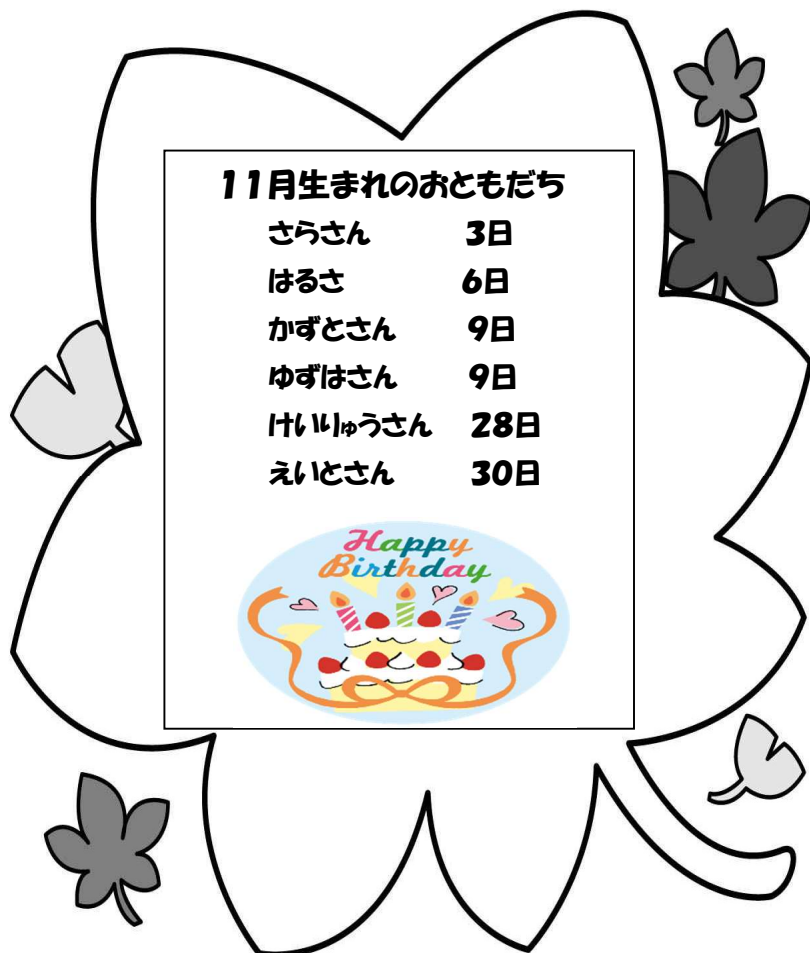 11月生まれのおともだち
さらさん 3日
はるさ 6日
かずとさん 9日
ゆずはさん 9日
けいりゅうさん 28日
えいとさん 30日
Happy
Birthday